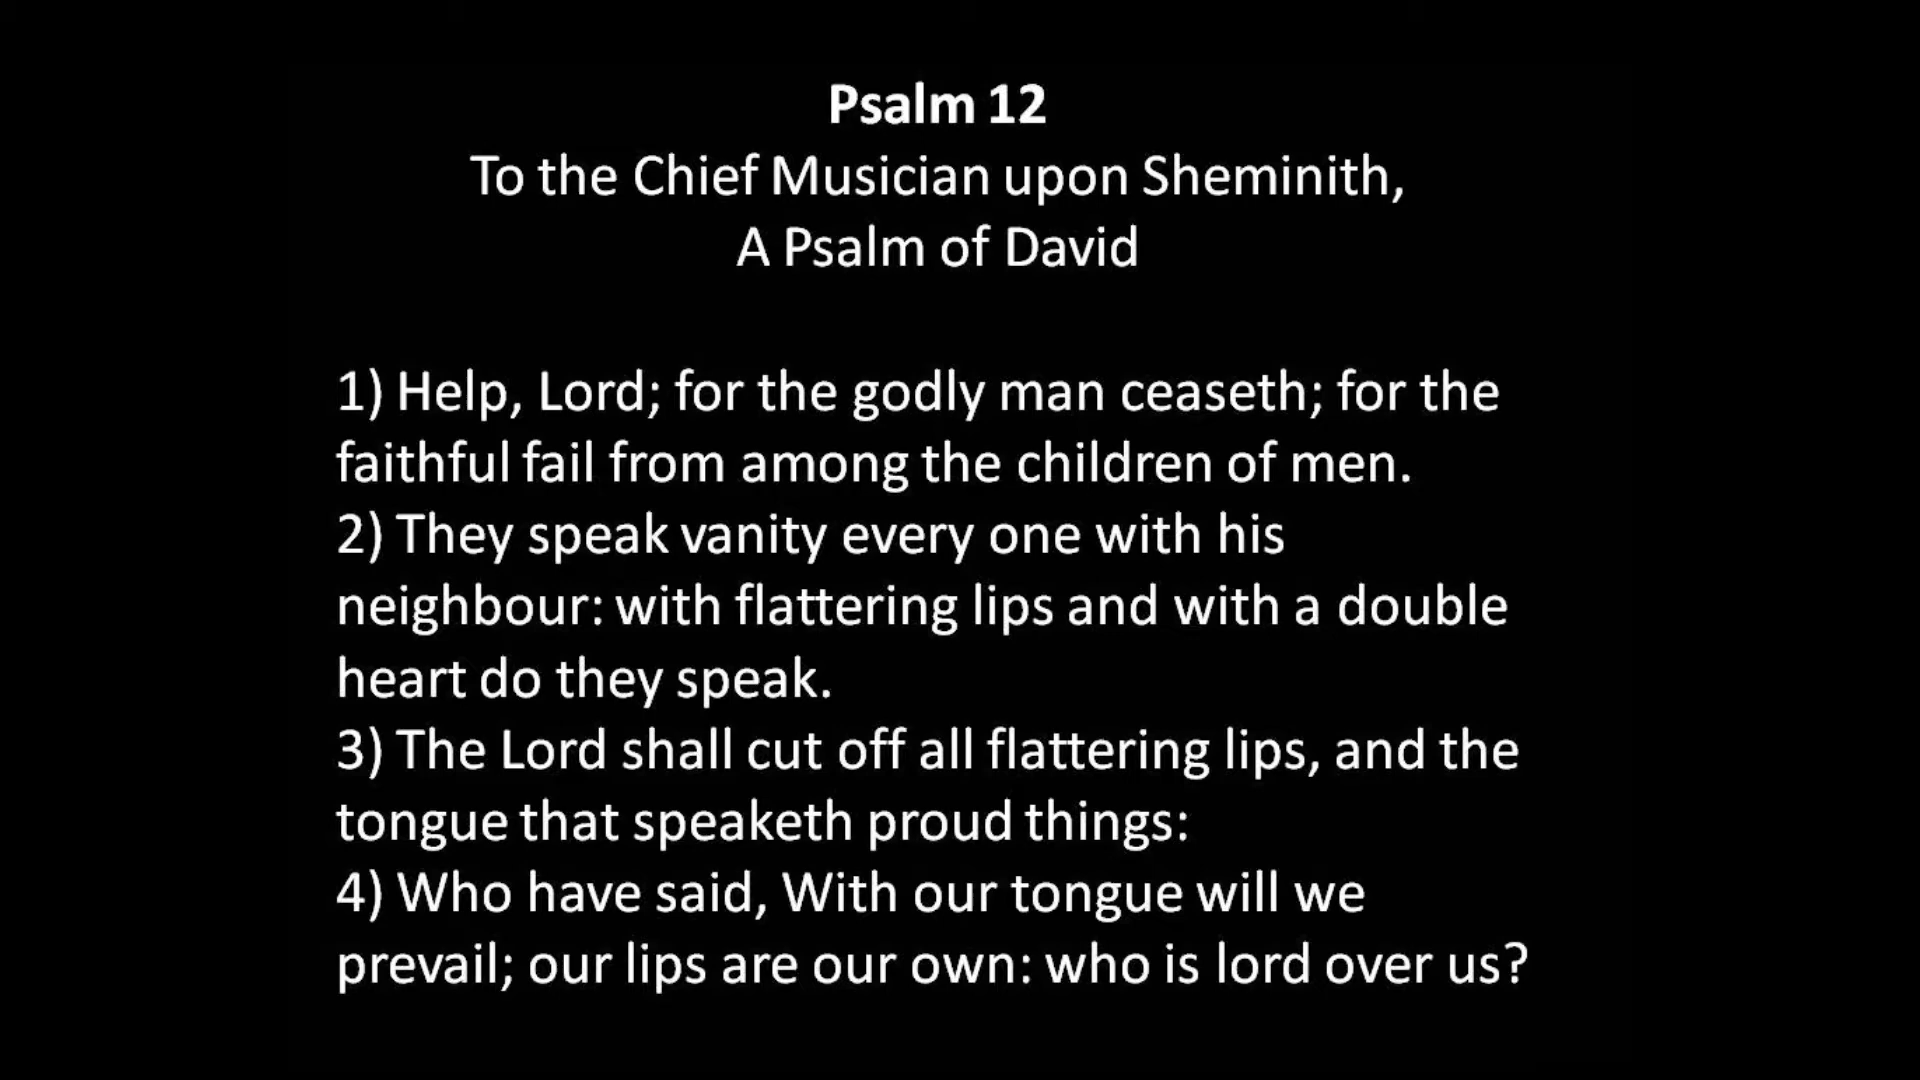 Psalm 12
To the Chief Musician upon Sheminith,
A Psalm of David
1) Help, Lord; for the godly man ceaseth; for the
faithful fail from among the children of men.
2) They speak vanity every one with his
neighbour: with flattering lips and with a double
heart do they speak.
3) The Lord shall cut off all flattering lips, and the
tongue that speaketh proud things:
4) Who have said, With our tongue will we
prevail; our lips are our own: who is lord over us?